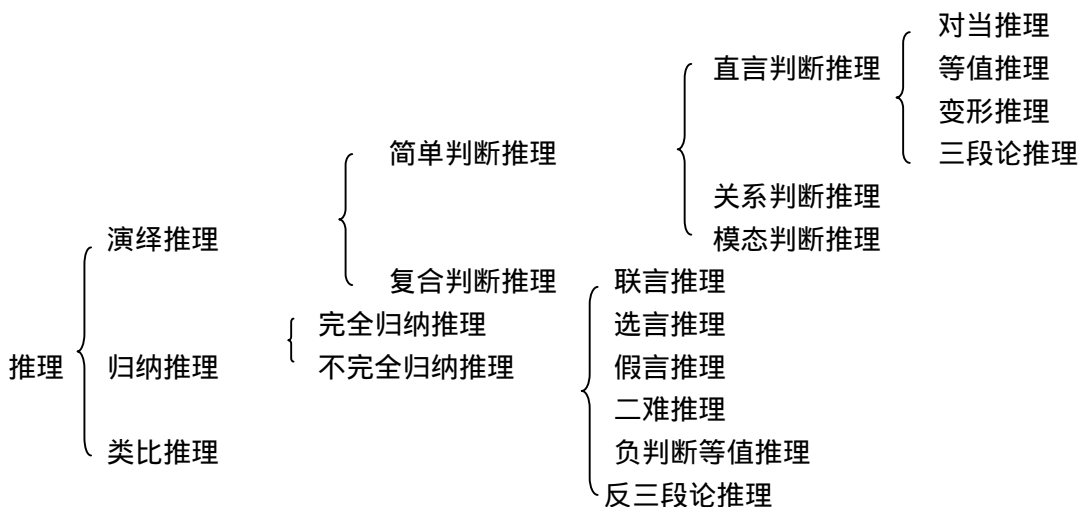 对当推理
直言判断推理 等值推理
变形推理
简单判断推理 三段论推理
关系判断推理
演绎推理 模态判断推理
复合判断推理 联言推理
完全归纳推理 选言推理
推理 归纳推理 不完全归纳推理 假言推理
二难推理
类比推理 负判断等值推理
反三段论推理